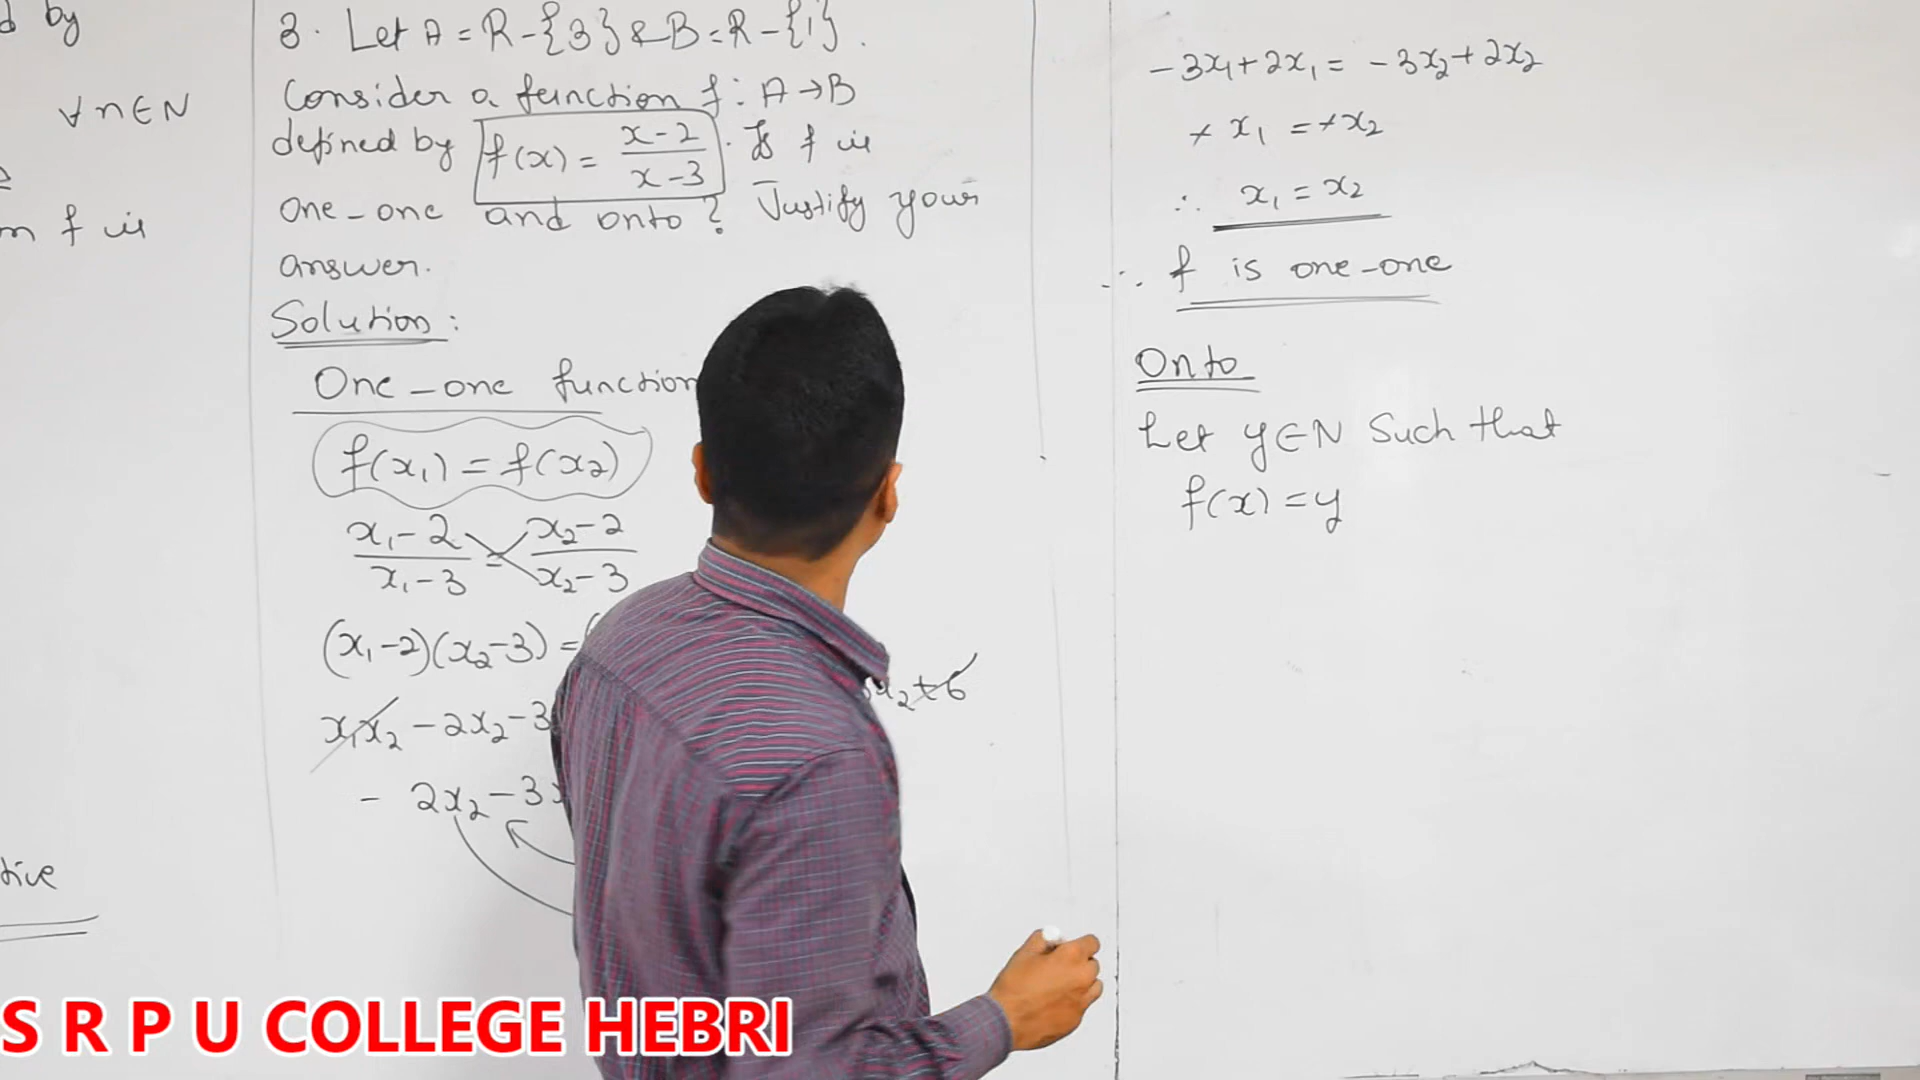 d by
∀ n ∈ N
n f is
tive
3. Let A = R - {3} & B = R - {1}.
Consider a function f : A → B
defined by f(x) = x-2 / x-3 . Is f is
one-one and onto? Justify your
answer.
Solution :
One-one function
f(x₁) = f(x₂)
x₁-2 / x₁-3 = x₂-2 / x₂-3
(x₁-2)(x₂-3) =
x₁x₂ - 2x₂ - 3
x₂ + 6
- 2x₂ - 3x
-3x₁ + 2x₁ = -3x₂ + 2x₂
+ x₁ = + x₂
∴ x₁ = x₂
∴ f is one-one
Onto
Let y ∈ N Such that
f(x) = y
S R P U COLLEGE HEBRI